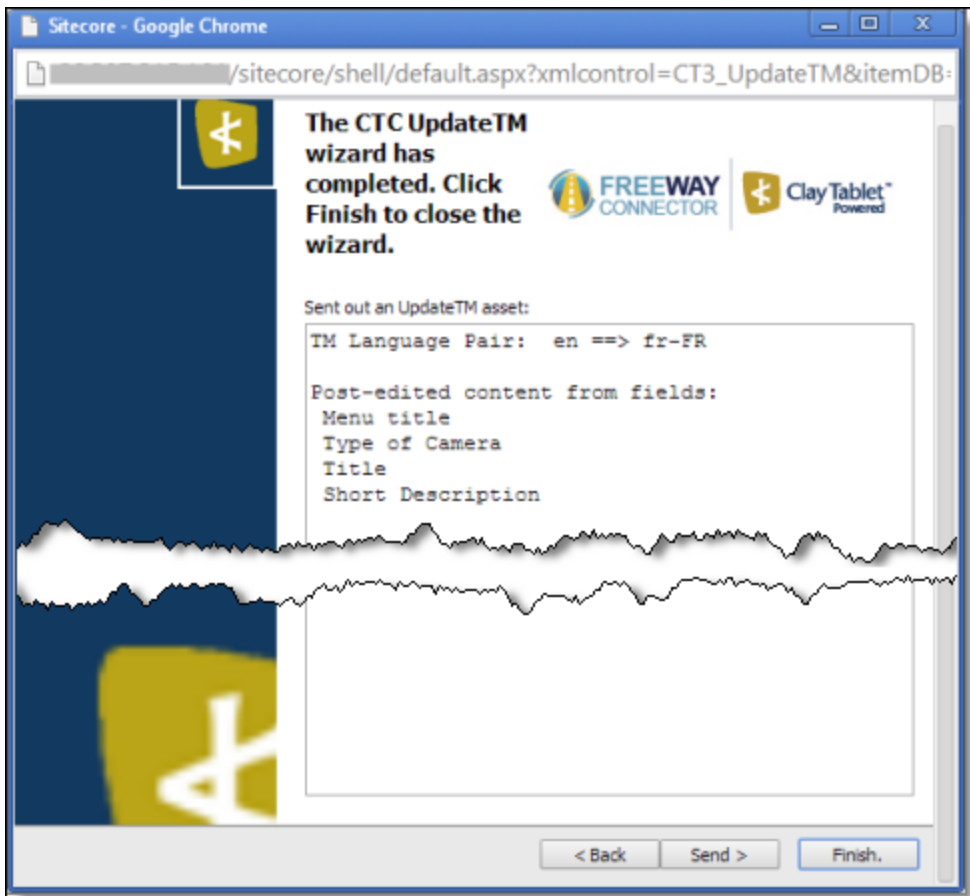 Sitecore - Google Chrome
/sitecore/shell/default.aspx?xmlcontrol=CT3_UpdateTM&itemDB=
The CTC UpdateTM
wizard has
completed. Click
Finish to close the
wizard.
FREEWAY
CONNECTOR
Clay Tablet™
Powered
Sent out an UpdateTM asset:
TM Language Pair:  en ==> fr-FR
Post-edited content from fields:
Menu title
Type of Camera
Title
Short Description
< Back
Send >
Finish.